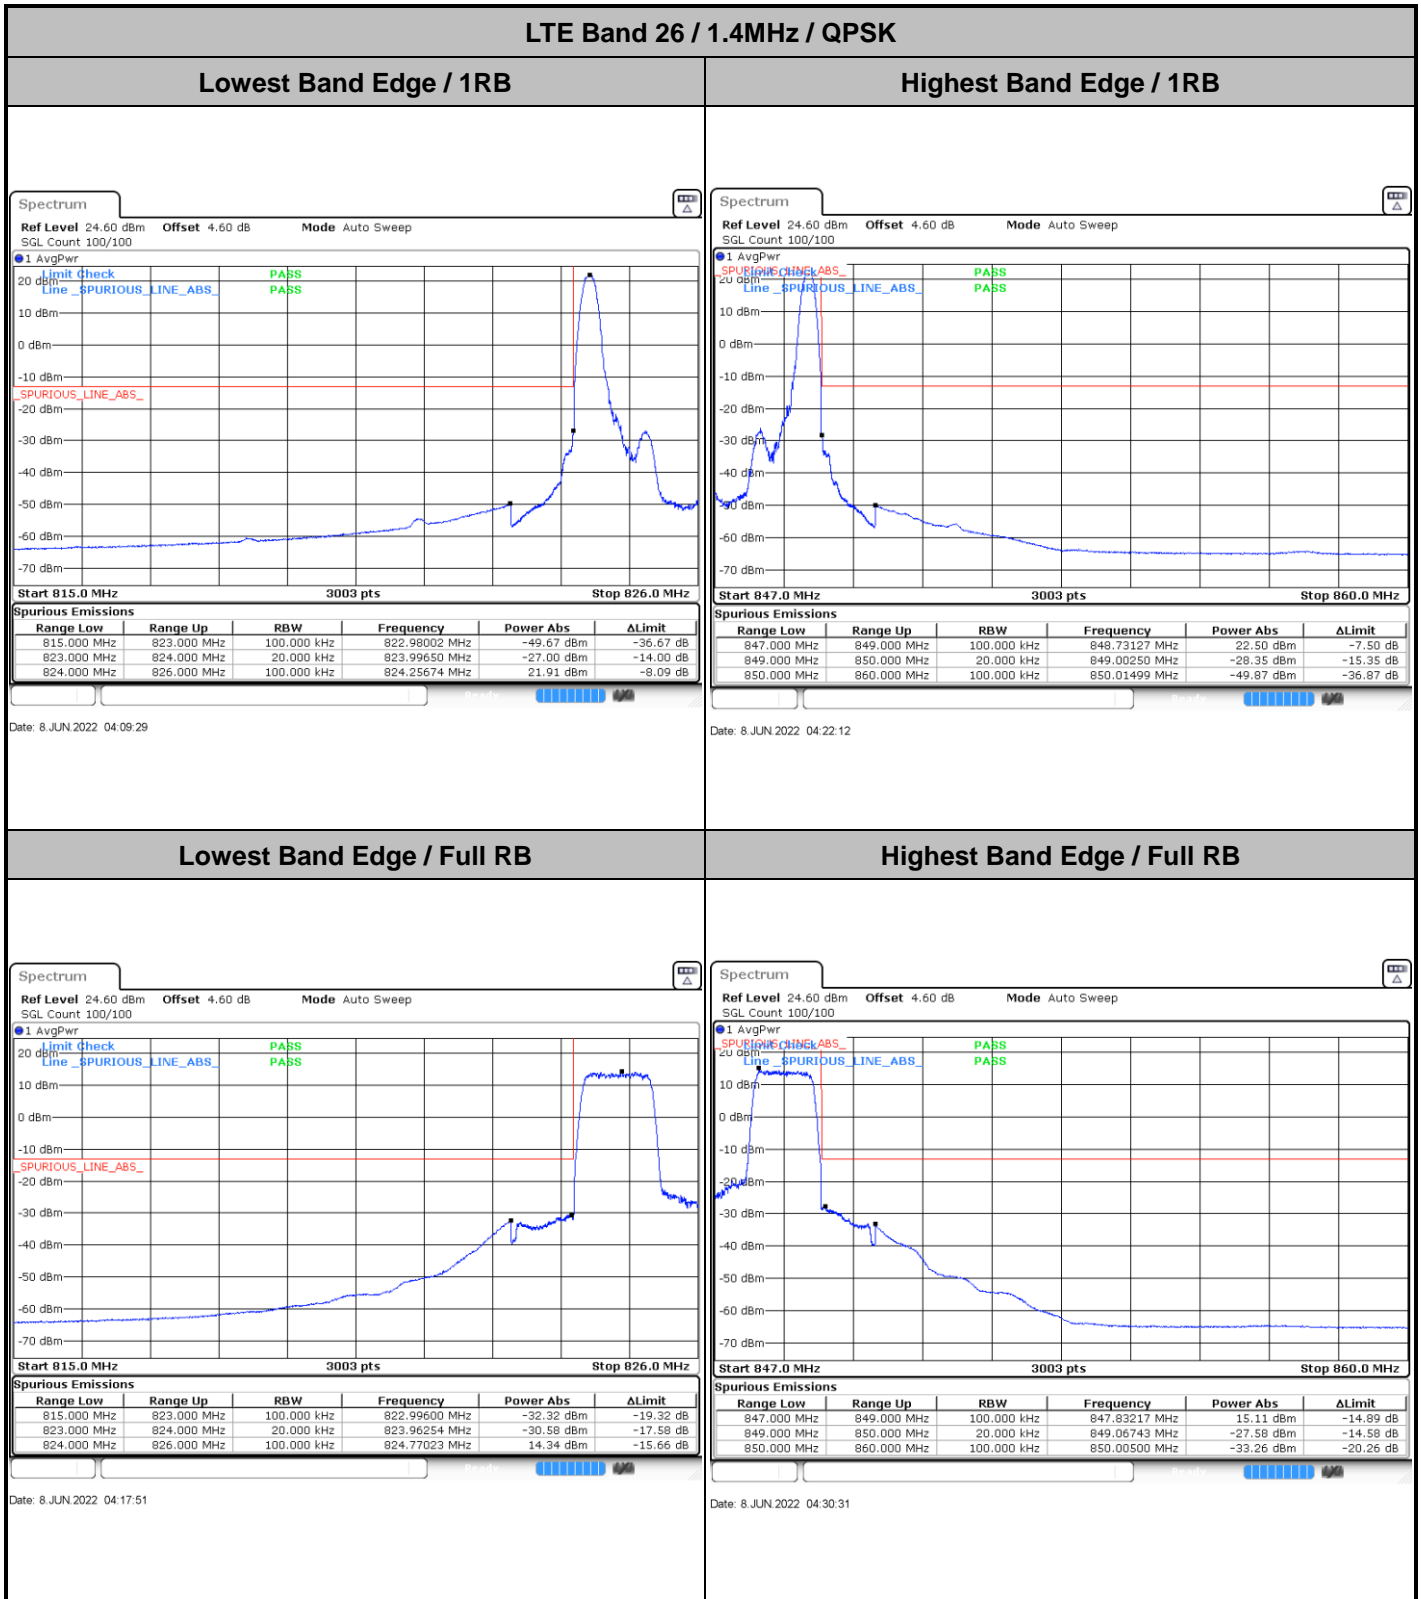 LTE Band 26 / 1.4MHz / QPSK
Lowest Band Edge / 1RB
Highest Band Edge / 1RB
Spectrum
Ref Level 24.60 dBm Offset 4.60 dB Mode Auto Sweep
SGL Count 100/100
1 AvgPwr
Limit Check PASS
Line _SPURIOUS_LINE_ABS_ PASS
20 dBm
10 dBm
0 dBm
-10 dBm
_SPURIOUS_LINE_ABS_
-20 dBm
-30 dBm
-40 dBm
-50 dBm
-60 dBm
-70 dBm
Start 815.0 MHz 3003 pts Stop 826.0 MHz
Spurious Emissions
Range Low Range Up RBW Frequency Power Abs ΔLimit
815.000 MHz 823.000 MHz 100.000 kHz 822.98002 MHz -49.67 dBm -36.67 dB
823.000 MHz 824.000 MHz 20.000 kHz 823.99650 MHz -27.00 dBm -14.00 dB
824.000 MHz 826.000 MHz 100.000 kHz 824.25674 MHz 21.91 dBm -8.09 dB
Ready
Date: 8.JUN.2022 04:09:29
Spectrum
Ref Level 24.60 dBm Offset 4.60 dB Mode Auto Sweep
SGL Count 100/100
1 AvgPwr
_SPURIOUS_LINE_ABS_
Limit Check PASS
Line _SPURIOUS_LINE_ABS_ PASS
20 dBm
10 dBm
0 dBm
-10 dBm
-20 dBm
-30 dBm
-40 dBm
-50 dBm
-60 dBm
-70 dBm
Start 847.0 MHz 3003 pts Stop 860.0 MHz
Spurious Emissions
Range Low Range Up RBW Frequency Power Abs ΔLimit
847.000 MHz 849.000 MHz 100.000 kHz 848.73127 MHz 22.50 dBm -7.50 dB
849.000 MHz 850.000 MHz 20.000 kHz 849.00250 MHz -28.35 dBm -15.35 dB
850.000 MHz 860.000 MHz 100.000 kHz 850.01499 MHz -49.87 dBm -36.87 dB
Ready
Date: 8.JUN.2022 04:22:12
Lowest Band Edge / Full RB
Highest Band Edge / Full RB
Spectrum
Ref Level 24.60 dBm Offset 4.60 dB Mode Auto Sweep
SGL Count 100/100
1 AvgPwr
Limit Check PASS
Line _SPURIOUS_LINE_ABS_ PASS
20 dBm
10 dBm
0 dBm
-10 dBm
_SPURIOUS_LINE_ABS_
-20 dBm
-30 dBm
-40 dBm
-50 dBm
-60 dBm
-70 dBm
Start 815.0 MHz 3003 pts Stop 826.0 MHz
Spurious Emissions
Range Low Range Up RBW Frequency Power Abs ΔLimit
815.000 MHz 823.000 MHz 100.000 kHz 822.99600 MHz -32.32 dBm -19.32 dB
823.000 MHz 824.000 MHz 20.000 kHz 823.96254 MHz -30.58 dBm -17.58 dB
824.000 MHz 826.000 MHz 100.000 kHz 824.77023 MHz 14.34 dBm -15.66 dB
Ready
Date: 8.JUN.2022 04:17:51
Spectrum
Ref Level 24.60 dBm Offset 4.60 dB Mode Auto Sweep
SGL Count 100/100
1 AvgPwr
_SPURIOUS_LINE_ABS_
Limit Check PASS
Line _SPURIOUS_LINE_ABS_ PASS
20 dBm
10 dBm
0 dBm
-10 dBm
-20 dBm
-30 dBm
-40 dBm
-50 dBm
-60 dBm
-70 dBm
Start 847.0 MHz 3003 pts Stop 860.0 MHz
Spurious Emissions
Range Low Range Up RBW Frequency Power Abs ΔLimit
847.000 MHz 849.000 MHz 100.000 kHz 847.83217 MHz 15.11 dBm -14.89 dB
849.000 MHz 850.000 MHz 20.000 kHz 849.06743 MHz -27.58 dBm -14.58 dB
850.000 MHz 860.000 MHz 100.000 kHz 850.00500 MHz -33.26 dBm -20.26 dB
Ready
Date: 8.JUN.2022 04:30:31